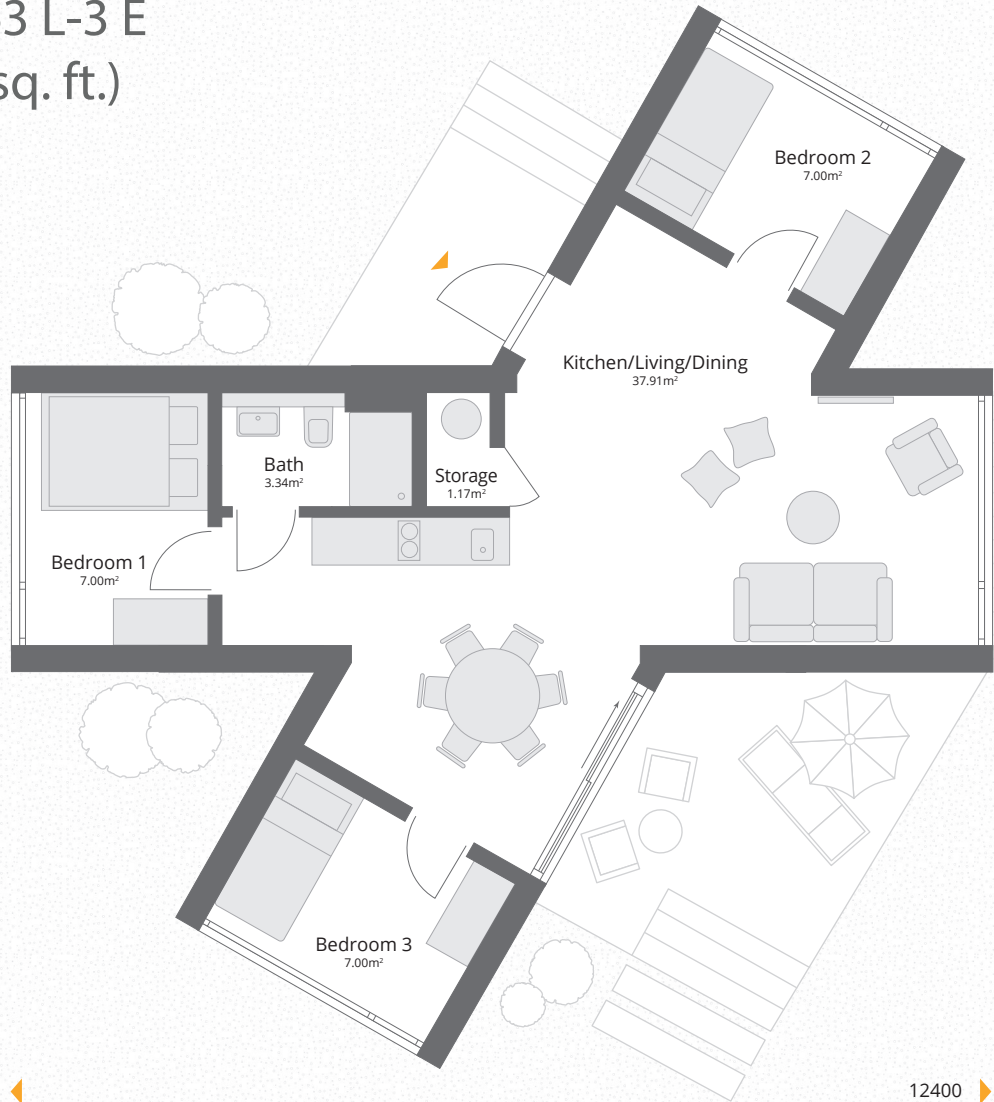 3 L-3 E
sq. ft.)
Bedroom 2
7.00m²
Kitchen/Living/Dining
37.91m²
Bath
3.34m²
Storage
1.17m²
Bedroom 1
7.00m²
Bedroom 3
7.00m²
12400